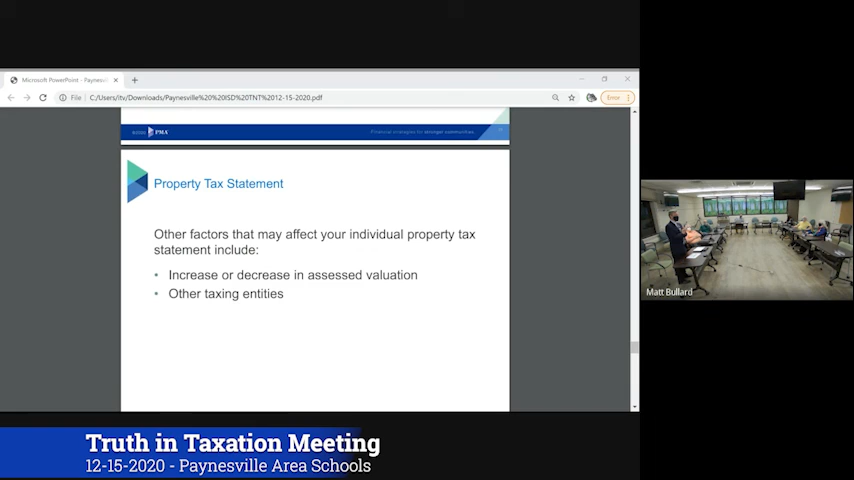 Microsoft PowerPoint - Paynesvil
File
C:/Users/itv/Downloads/Paynesville%20%20ISD%20TNT%2012-15-2020.pdf
Error
©2020 PMA
Financial strategies for stronger communities.
Property Tax Statement
Other factors that may affect your individual property tax
statement include:
• Increase or decrease in assessed valuation
• Other taxing entities
Matt Bullard
Truth in Taxation Meeting
12-15-2020 - Paynesville Area Schools